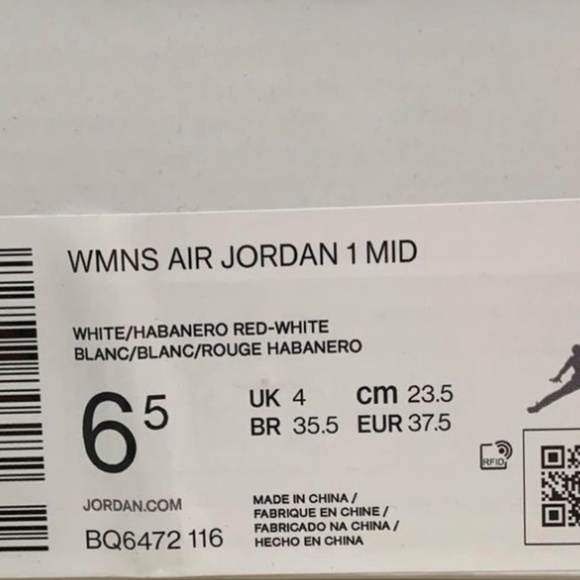 WMNS AIR JORDAN 1 MID
WHITE/HABANERO RED-WHITE
BLANC/BLANC/ROUGE HABANERO
6 5
UK 4 cm 23.5
BR 35.5 EUR 37.5
RFID
JORDAN.COM
BQ6472 116
MADE IN CHINA /
FABRIQUE EN CHINE /
FABRICADO NA CHINA /
HECHO EN CHINA